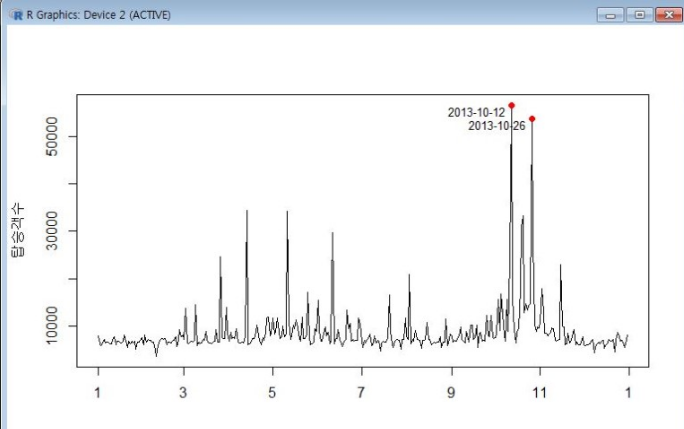 R Graphics: Device 2 (ACTIVE)
2013-10-12
2013-10-26
50000
30000
10000
탑승객수
1 3 5 7 9 11 1